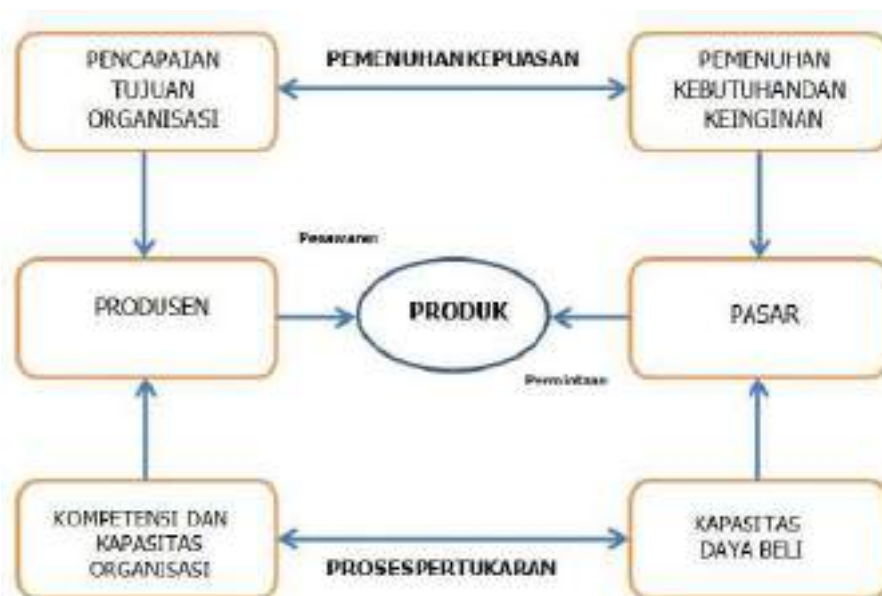 PENCAPAIAN
TUJUAN
ORGANISASI
PEMENUHANKEPUASAN
PEMENUHAN
KEBUTUHANDAN
KEINGINAN
Penawaran
PRODUSEN
PRODUK
PASAR
Permintaan
KOMPETENSI DAN
KAPASITAS
ORGANISASI
PROSESPERTUKARAN
KAPASITAS
DAYA BELI